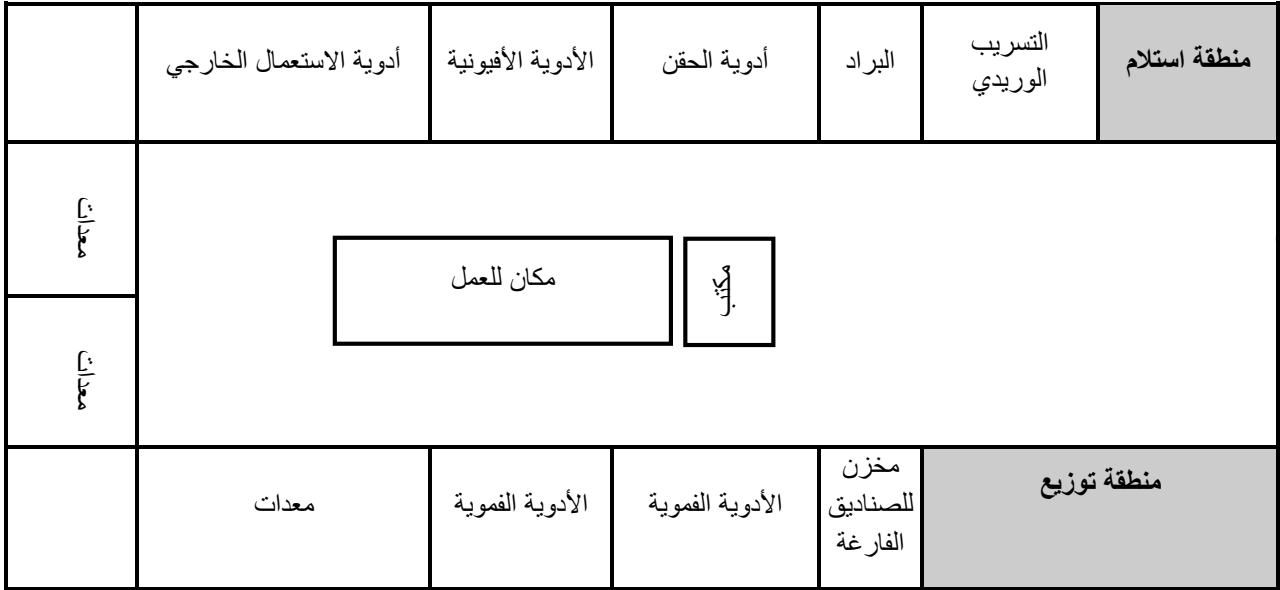 منطقة استلام
التسريب
الوريدي
البراد
أدوية الحقن
الأدوية الأفيونية
أدوية الاستعمال الخارجي
معدات
مكتب
مكان للعمل
معدات
منطقة توزيع
مخزن
للصناديق
الفارغة
الأدوية الفموية
الأدوية الفموية
معدات